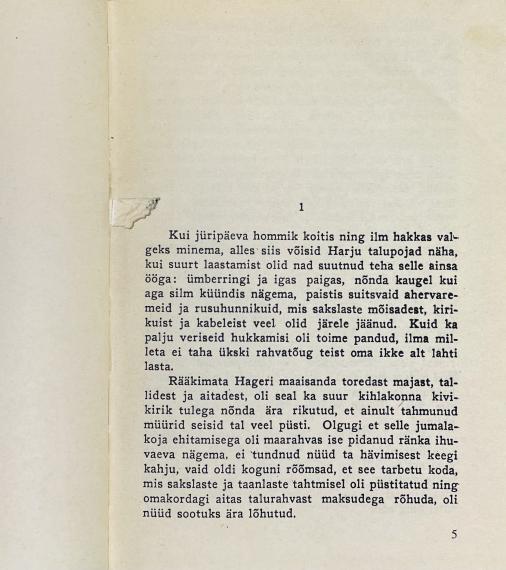 1
Kui jüripäeva hommik koitis ning ilm hakkas val-
geks minema, alles siis võisid Harju talupojad näha,
kui suurt laastamist olid nad suutnud teha selle ainsa
ööga: ümberringi ja igas paigas, nõnda kaugel kui
aga silm küündis nägema, paistis suitsvaid ahervare-
meid ja rusuhunnikuid, mis sakslaste mõisadest, kiri-
kuist ja kabeleist veel olid järele jäänud. Kuid ka
palju veriseid hukkamisi oli toime pandud, ilma mil-
leta ei taha ükski rahvatõug teist oma ikke alt lahti
lasta.
Rääkimata Hageri maaisanda toredast majast, tal-
lidest ja aitadest, oli seal ka suur kihlakonna kivi-
kirik tulega nõnda ära rikutud, et ainult tahmunud
müürid seisid tal veel püsti. Olgugi et selle jumala-
koja ehitamisega oli maarahvas ise pidanud ränka ihu-
vaeva nägema, ei tundnud nüüd ta hävimisest keegi
kahju, vaid oldi koguni rõõmsad, et see tarbetu koda,
mis sakslaste ja taanlaste tahtmisel oli püstitatud ning
omakordagi aitas talurahvast maksudega rõhuda, oli
nüüd sootuks ära lõhutud.
5